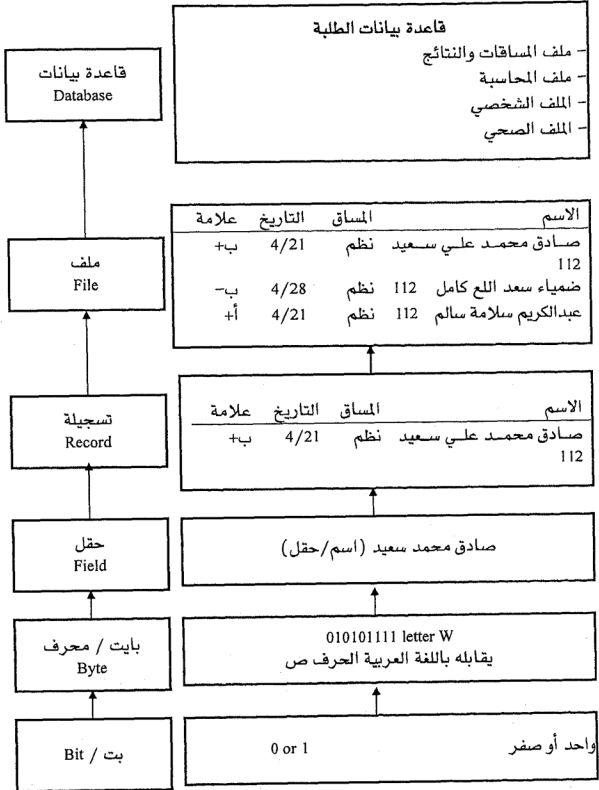 قاعدة بيانات الطلبة
– ملف المساقات والنتائج
– ملف المحاسبة
– الملف الشخصي
– الملف الصحي
قاعدة بيانات
Database
الاسم المساق التاريخ علامة
صادق محمد علي سعيد نظم 4/21 ب+
112
ضمياء سعد اللع كامل 112 نظم 4/28 ب–
عبدالكريم سلامة سالم 112 نظم 4/21 أ+
ملف
File
الاسم المساق التاريخ علامة
صادق محمد علي سعيد نظم 4/21 ب+
112
تسجيلة
Record
صادق محمد سعيد (اسم/حقل)
حقل
Field
010101111 letter W
يقابله باللغة العربية الحرف ص
بايت / محرف
Byte
واحد أو صفر 0 or 1
بت / Bit